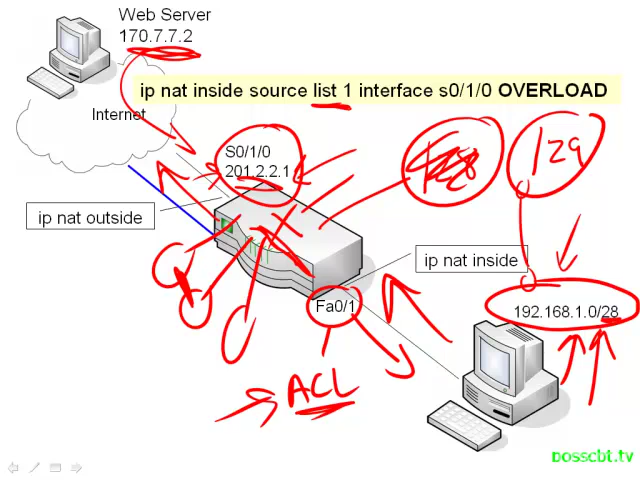 Web Server
170.7.7.2
ip nat inside source list 1 interface s0/1/0 OVERLOAD
Internet
S0/1/0
201.2.2.1
129
ip nat outside
ip nat inside
Fa0/1
192.168.1.0/28
ACL
bosscbt.tv